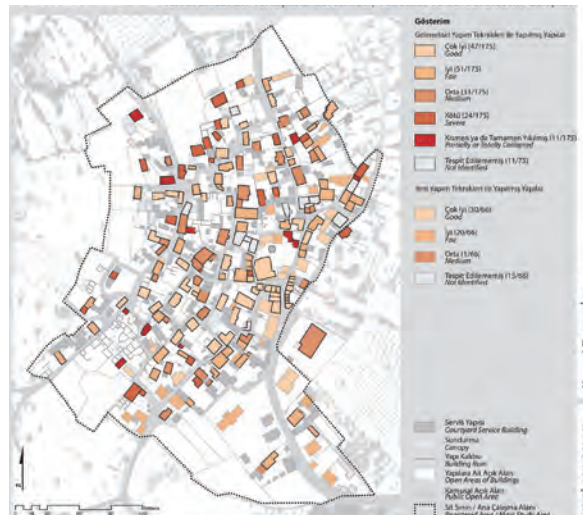 Gösterim
Geleneksel Yapım Teknikleri ile Yapılmış Yapılar
Çok İyi (47/175)
Good
İyi (51/175)
Fair
Orta (31/175)
Medium
Kötü (24/175)
Severe
Kısmen ya da Tamamen Yıkılmış (11/175)
Partially or Totally Collapsed
Tespit Edilememiş (11/75)
Not Identified
Yeni Yapım Teknikleri ile Yapılmış Yapılar
Çok İyi (30/66)
Good
İyi (20/66)
Fair
Orta (1/66)
Medium
Tespit Edilememiş (15/66)
Not Identified
Servis Yapısı
Courtyard Service Building
Sundurma
Canopy
Yapı Kalıtısı
Building Ruin
Yapılara Ait Açık Alan
Open Areas of Buildings
Kamusal Açık Alan
Public Open Area
Sit Sınırı / Ana Çalışma Alanı